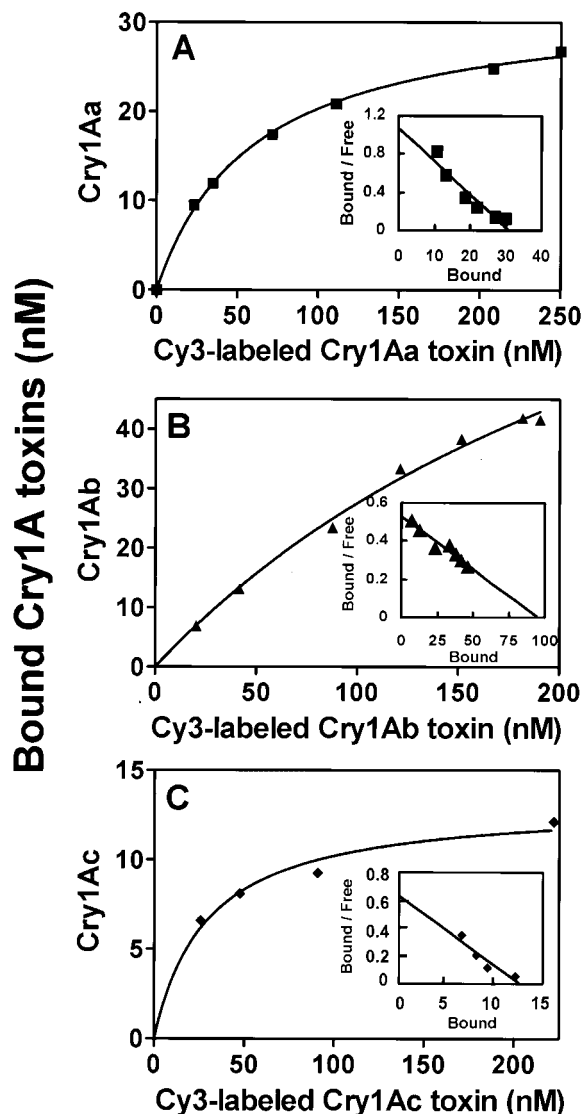 Bound Cry1A toxins (nM)
A
Cry1Aa
30
20
10
0
0 50 100 150 200 250
Cy3-labeled Cry1Aa toxin (nM)
Bound / Free
1.2
0.8
0.4
0
0 10 20 30 40
Bound
B
Cry1Ab
40
30
20
10
0
0 50 100 150 200
Cy3-labeled Cry1Ab toxin (nM)
Bound / Free
0.6
0.4
0.2
0
0 25 50 75 100
Bound
C
Cry1Ac
15
10
5
0
0 50 100 150 200
Cy3-labeled Cry1Ac toxin (nM)
Bound / Free
0.8
0.6
0.4
0.2
0
0 5 10 15
Bound